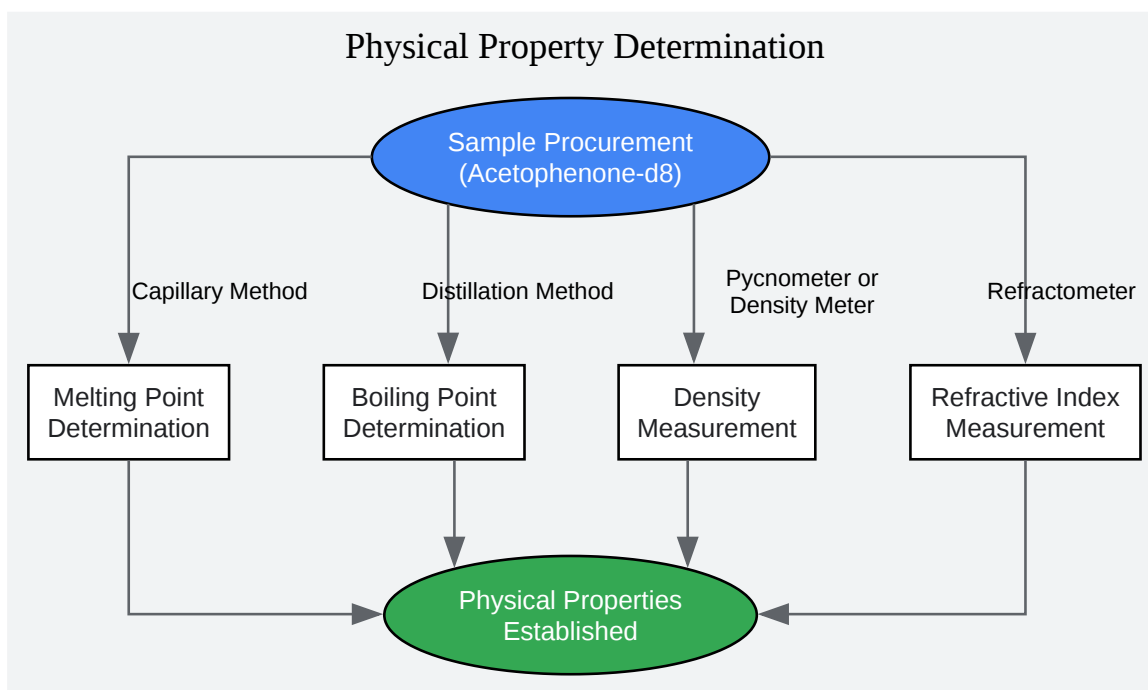 Physical Property Determination
Sample Procurement
(Acetophenone-d8)
Capillary Method
Distillation Method
Pycnometer or
Density Meter
Refractometer
Melting Point
Determination
Boiling Point
Determination
Density
Measurement
Refractive Index
Measurement
Physical Properties
Established